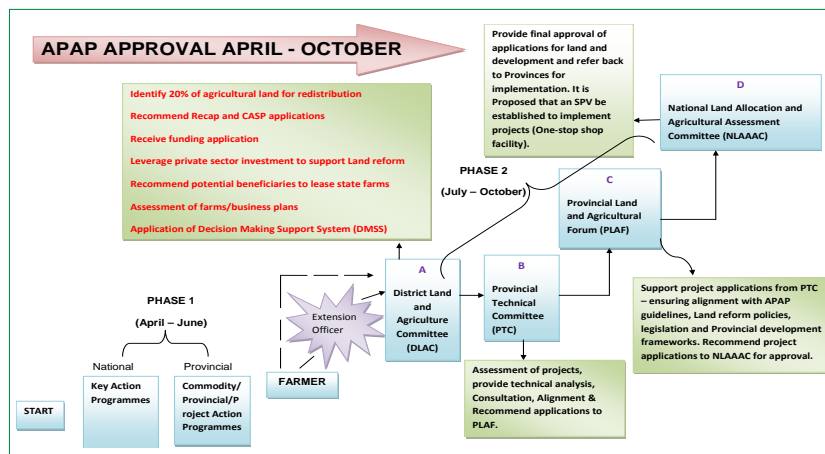 APAP APPROVAL APRIL - OCTOBER
Provide final approval of
applications for land and
development and refer back
to Provinces for
implementation. It is
Proposed that an SPV be
established to implement
projects (One-stop shop
facility).
D
National Land Allocation and
Agricultural Assessment
Committee (NLAAAC)
Identify 20% of agricultural land for redistribution
Recommend Recap and CASP applications
Receive funding application
Leverage private sector investment to support Land reform
Recommend potential beneficiaries to lease state farms
Assessment of farms/business plans
Application of Decision Making Support System (DMSS)
PHASE 2
(July – October)
C
Provincial Land
and Agricultural
Forum (PLAF)
A
District Land
and
Agriculture
Committee
(DLAC)
B
Provincial
Technical
Committee
(PTC)
Support project applications from PTC
– ensuring alignment with APAP
guidelines, Land reform policies,
legislation and Provincial development
frameworks. Recommend project
applications to NLAAAC for approval.
PHASE 1
(April – June)
Extension
Officer
National
Provincial
Key Action
Programmes
Commodity/
Provincial/P
roject Action
Programmes
FARMER
Assessment of projects,
provide technical analysis,
Consultation, Alignment &
Recommend applications to
PLAF.
START